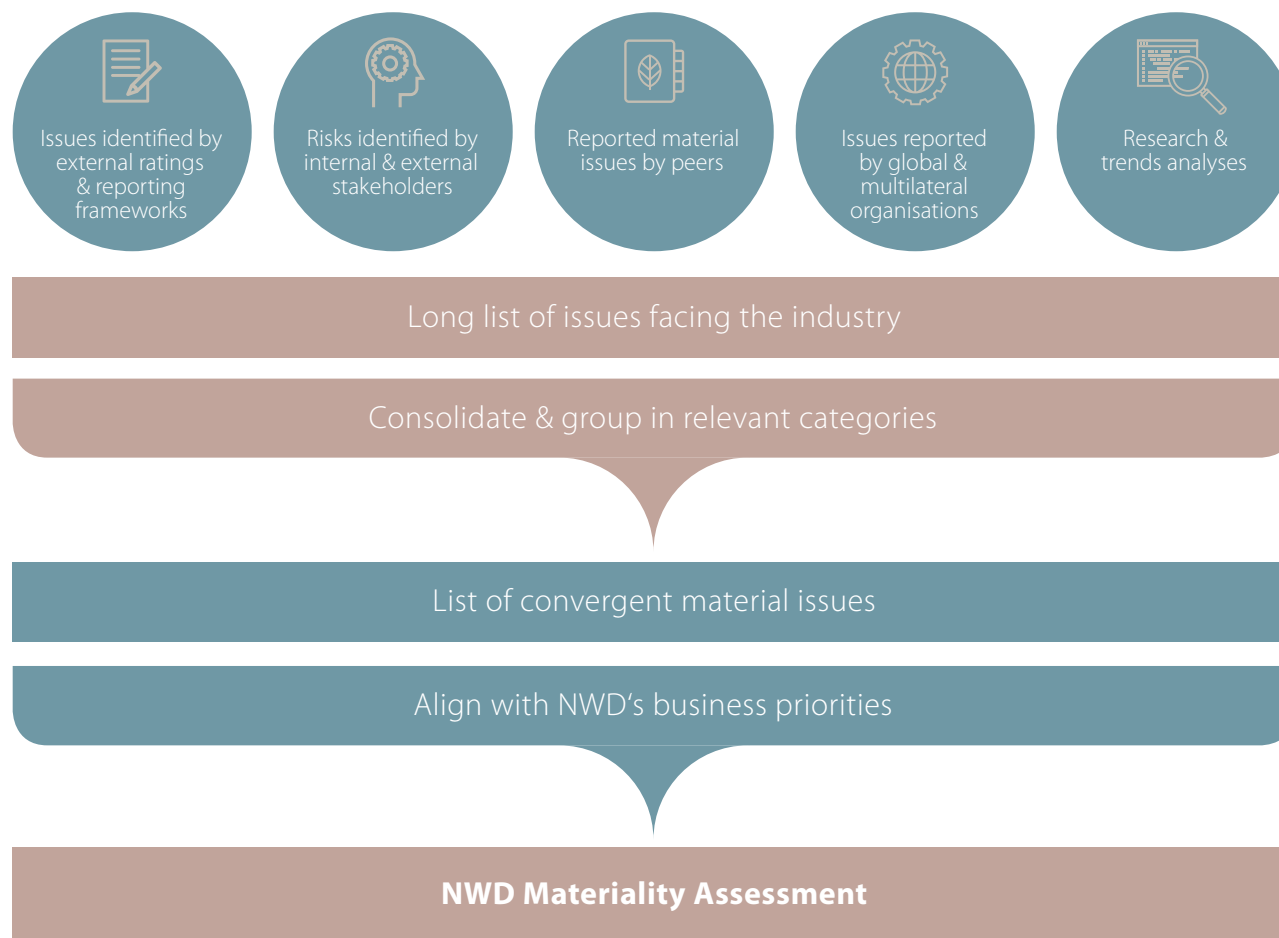 Issues identified by
external ratings
& reporting
frameworks
Risks identified by
internal & external
stakeholders
Reported material
issues by peers
Issues reported
by global &
multilateral
organisations
Research &
trends analyses
Long list of issues facing the industry
Consolidate & group in relevant categories
List of convergent material issues
Align with NWD‘s business priorities
NWD Materiality Assessment